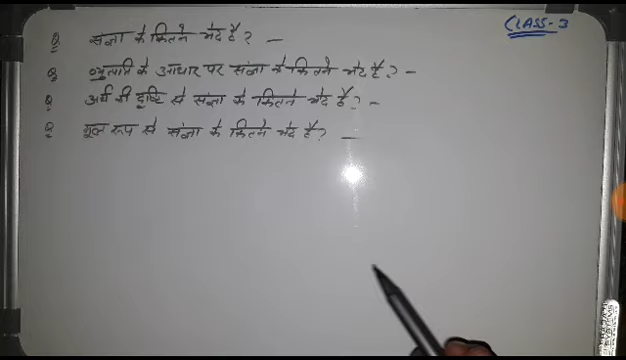 CLASS-3
Q संज्ञा के कितने भेद है? —
Q व्युत्पत्ति के आधार पर संज्ञा के कितने भेद है? —
Q अर्थ की दृष्टि से संज्ञा के कितने भेद है? —
Q मूल रूप से संज्ञा के कितने भेद है? —